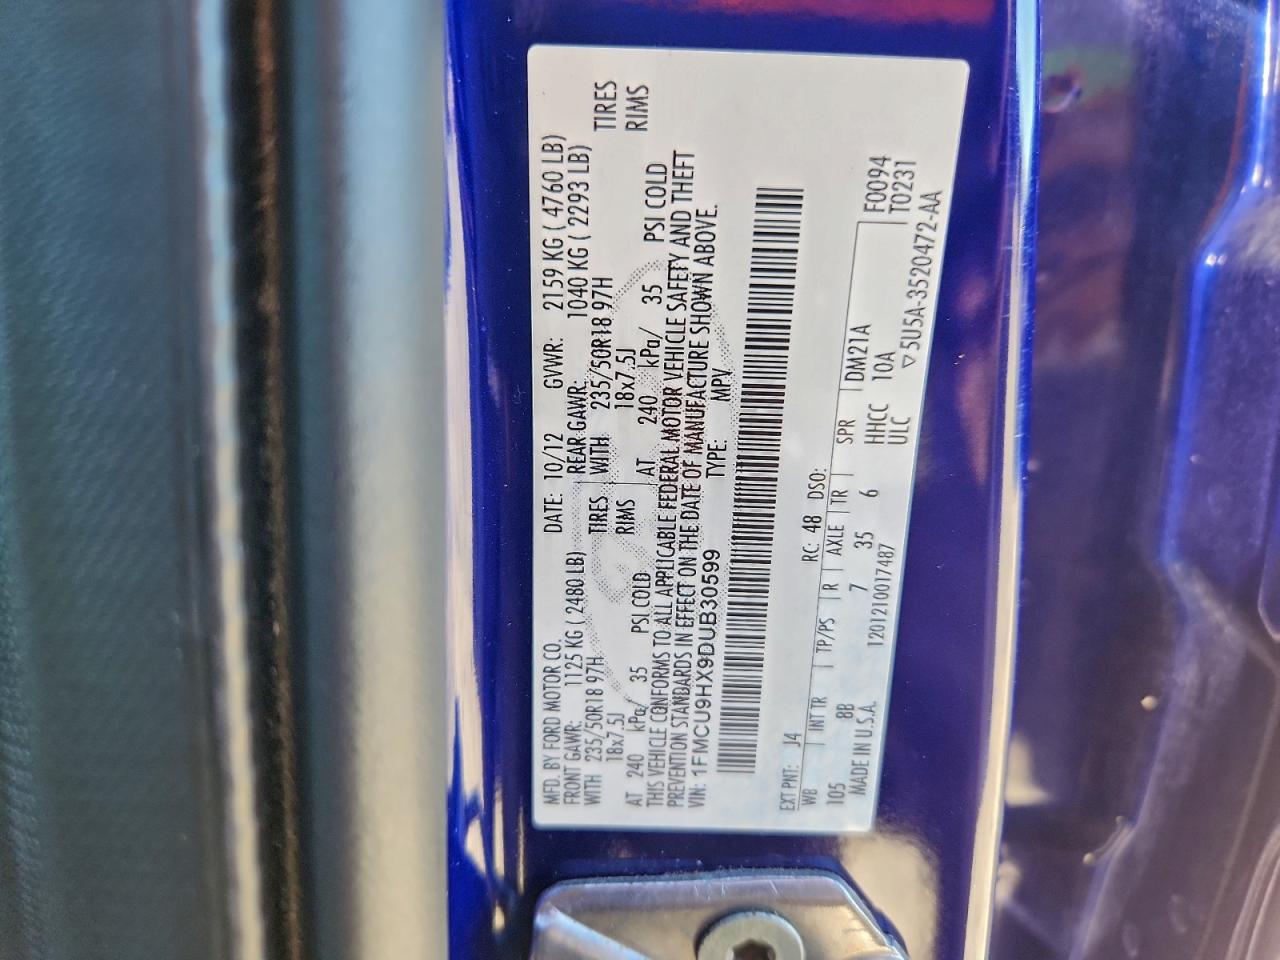 MFD. BY FORD MOTOR CO.
DATE: 10/12 GVWR: 2159 KG ( 4760 LB)
FRONT GAWR: 1125 KG ( 2480 LB) REAR GAWR: 1040 KG ( 2293 LB)
WITH 235/50R18 97H TIRES WITH 235/50R18 97H TIRES
18x7.5J RIMS 18x7.5J RIMS
AT 240 kPa/ 35 PSI COLD AT 240 kPa/ 35 PSI COLD
THIS VEHICLE CONFORMS TO ALL APPLICABLE FEDERAL MOTOR VEHICLE SAFETY AND THEFT
PREVENTION STANDARDS IN EFFECT ON THE DATE OF MANUFACTURE SHOWN ABOVE.
VIN: 1FMCU9HX9DUB30599 TYPE: MPV
EXT PNT: J4 RC: 48 DSO:
WB INT TR TP/PS R AXLE TR SPR DM21A F0094
105 8B 7 35 6 HHCC 10A T0231
MADE IN U.S.A. 1201210017487 ULC ▽5U5A-3520472-AA